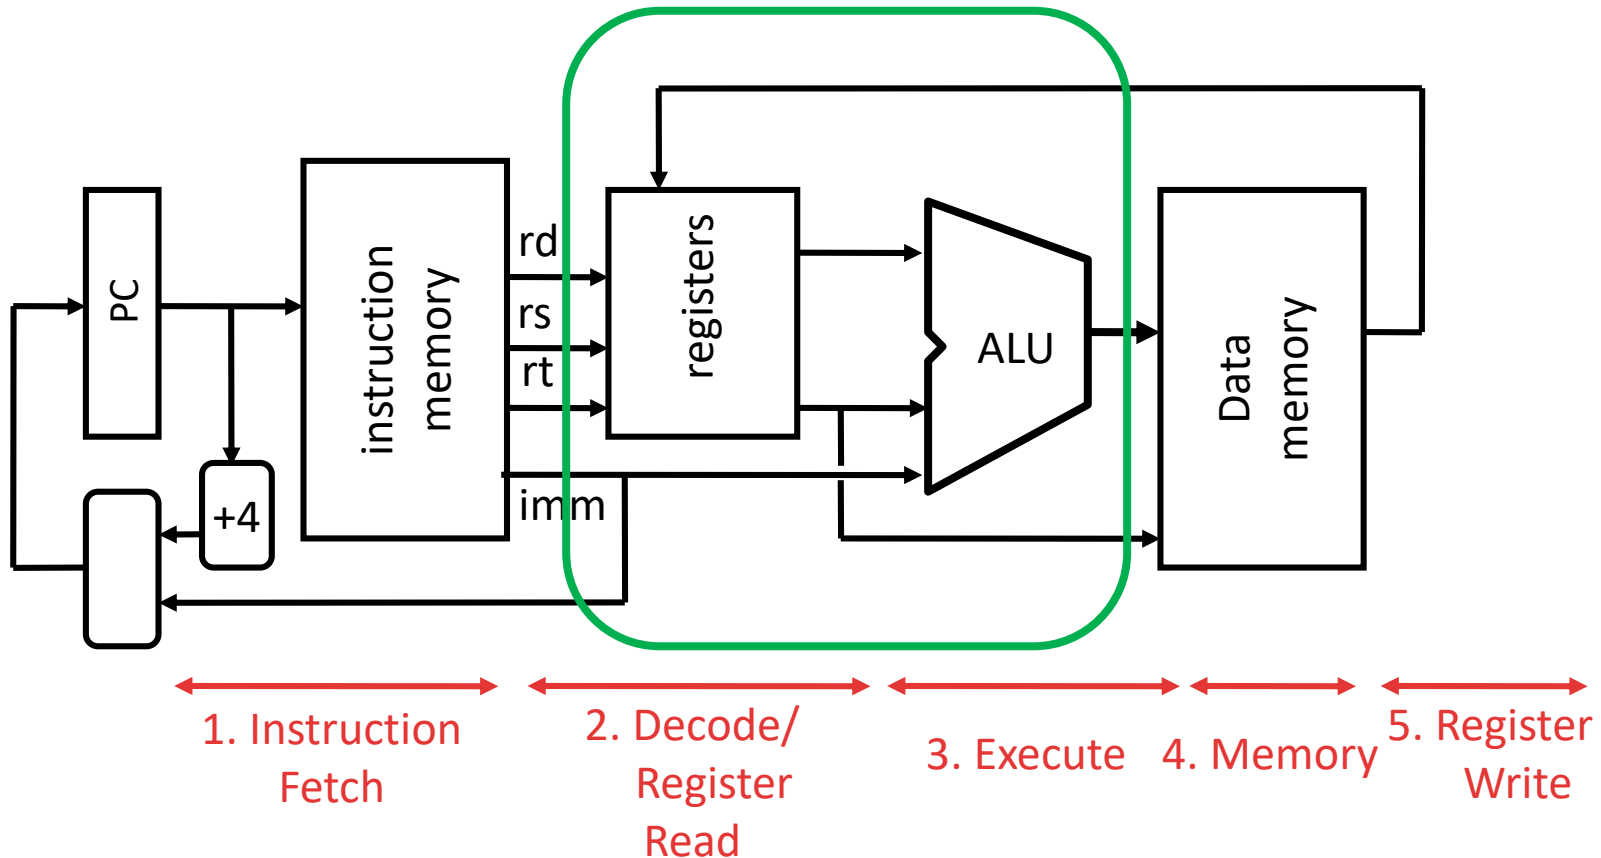 PC
+4
instruction
memory
rd
rs
rt
imm
registers
ALU
Data
memory
1. Instruction
Fetch
2. Decode/
Register
Read
3. Execute
4. Memory
5. Register
Write